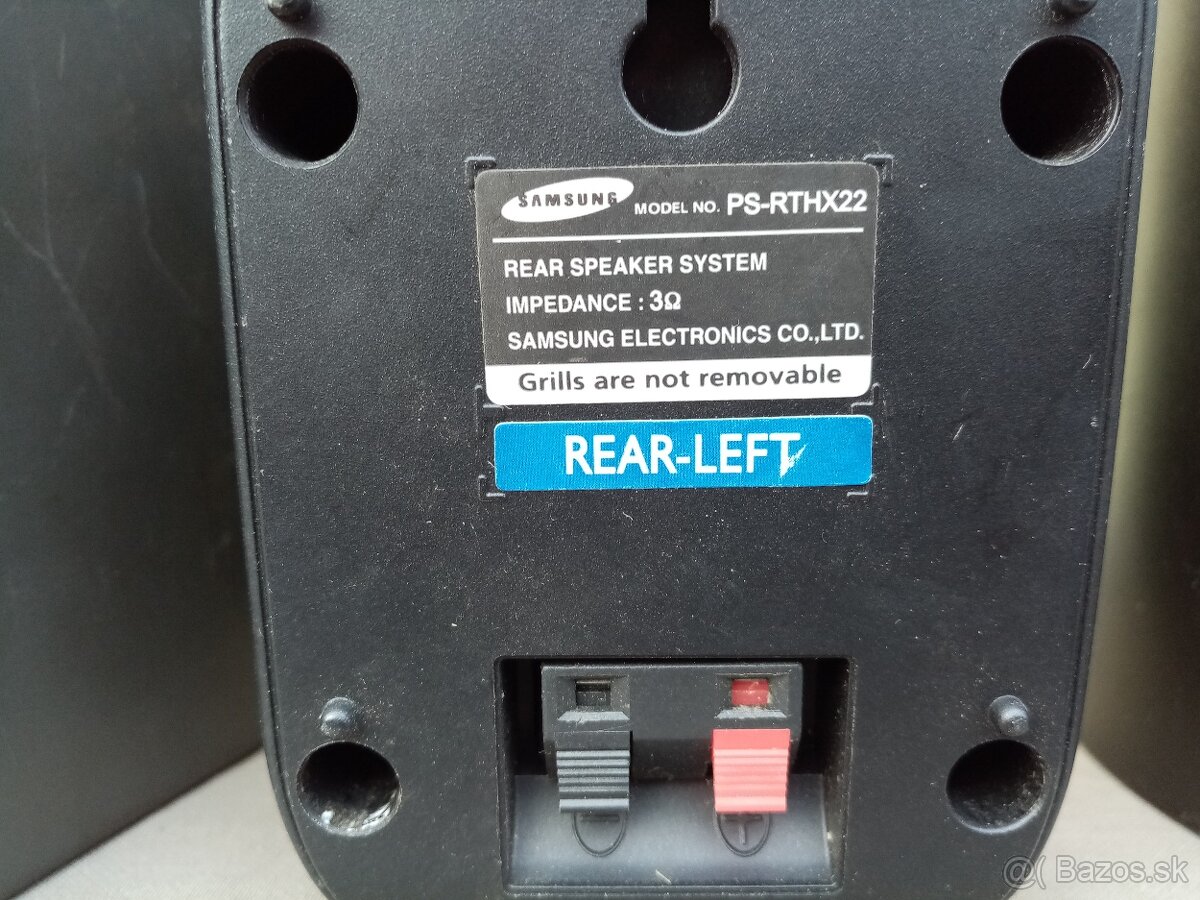 SAMSUNG MODEL NO. PS-RTHX22
REAR SPEAKER SYSTEM
IMPEDANCE : 3Ω
SAMSUNG ELECTRONICS CO.,LTD.
Grills are not removable
REAR-LEFT
− +
@( Bazos.sk